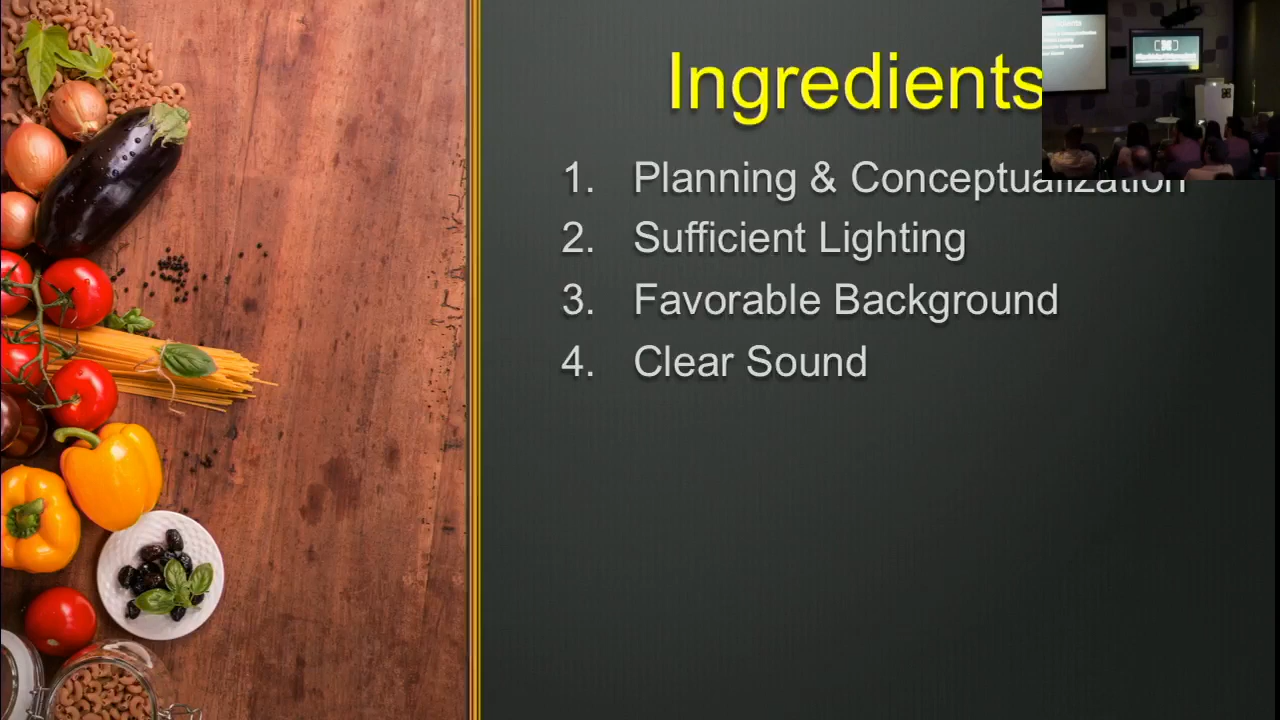 Ingredients
1. Planning & Conceptualization
2. Sufficient Lighting
3. Favorable Background
4. Clear Sound